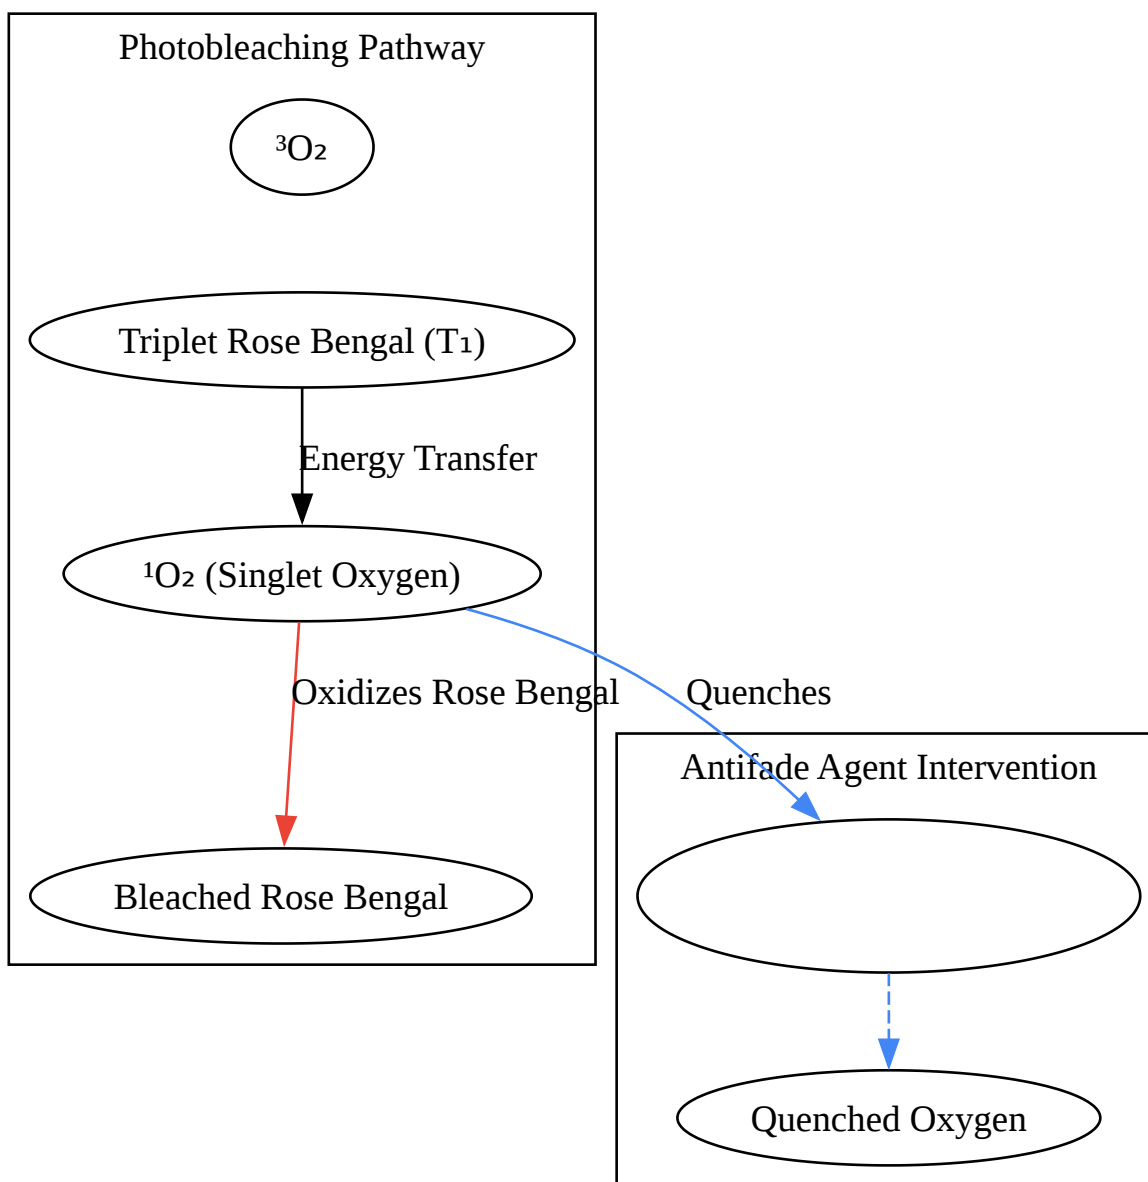 Photobleaching Pathway
³O₂
Triplet Rose Bengal (T₁)
Energy Transfer
¹O₂ (Singlet Oxygen)
Oxidizes Rose Bengal
Quenches
Antifade Agent Intervention
Bleached Rose Bengal
Quenched Oxygen